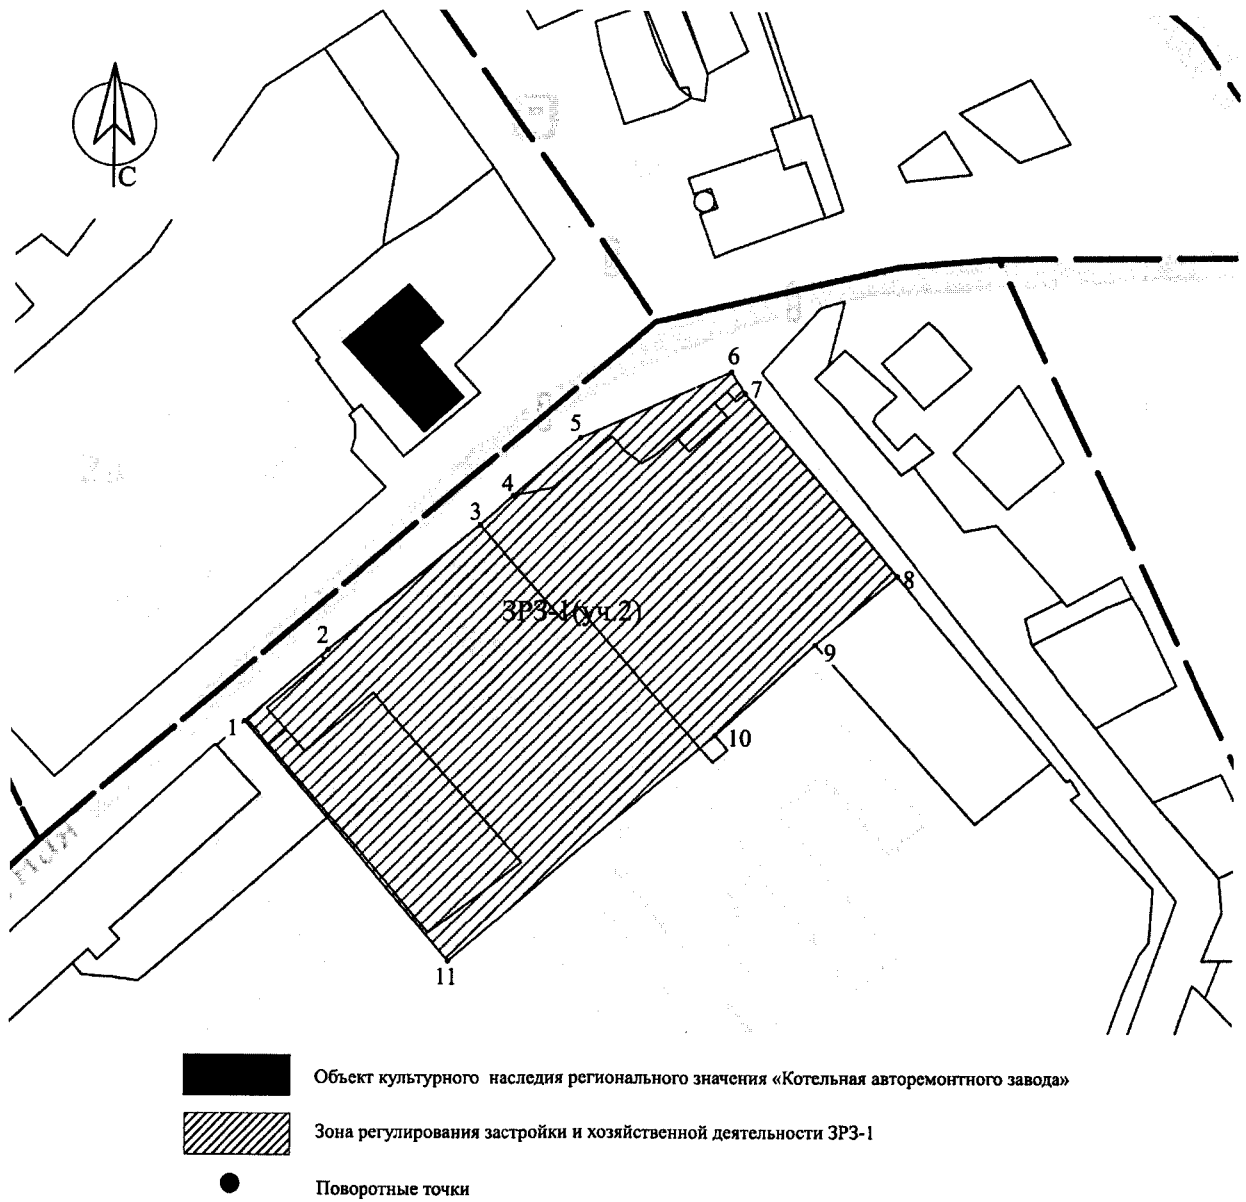 С
6
7
5
4
3
8
ЗРЗ-1(уч.2)
2
9
1
10
11
Объект культурного наследия регионального значения «Котельная авторемонтного завода»
Зона регулирования застройки и хозяйственной деятельности ЗРЗ-1
Поворотные точки